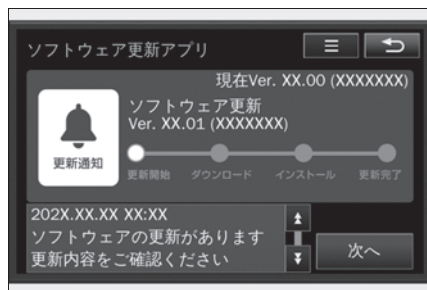 ソフトウェア更新アプリ
現在Ver. XX.00 (XXXXXXX)
ソフトウェア更新
Ver. XX.01 (XXXXXXX)
更新通知
更新開始 ダウンロード インストール 更新完了
202X.XX.XX XX:XX
ソフトウェアの更新があります
更新内容をご確認ください
次へ